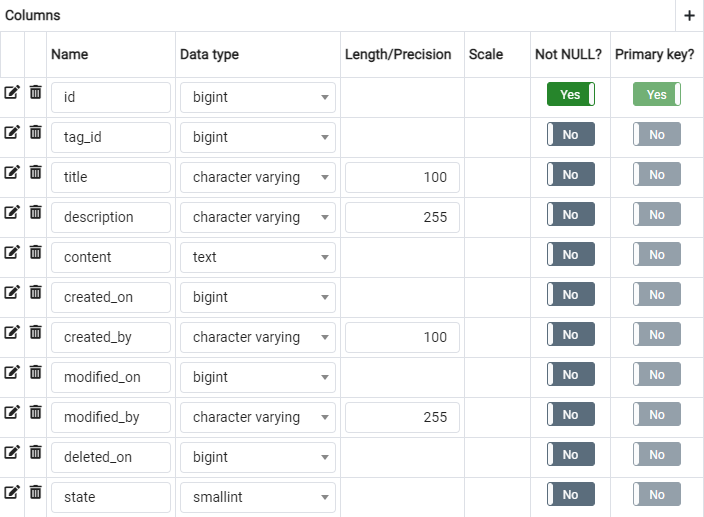 Columns +
Name Data type Length/Precision Scale Not NULL? Primary key?
id bigint Yes Yes
tag_id bigint No No
title character varying 100 No No
description character varying 255 No No
content text No No
created_on bigint No No
created_by character varying 100 No No
modified_on bigint No No
modified_by character varying 255 No No
deleted_on bigint No No
state smallint No No